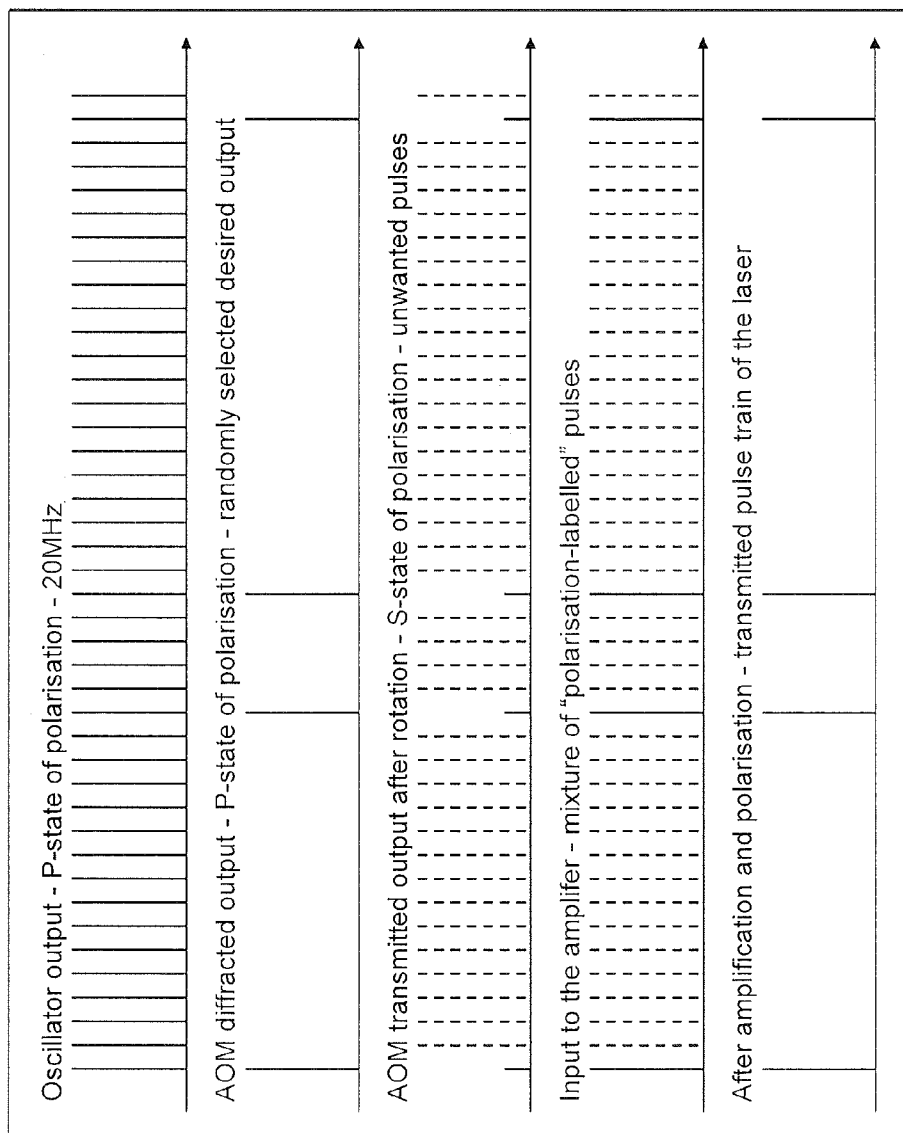 Oscillator output - P-state of polarisation - 20MHz
AOM diffracted output - P-state of polarisation - randomly selected desired output
AOM transmitted output after rotation - S-state of polarisation - unwanted pulses
Input to the amplifer - mixture of “polarisation-labelled” pulses
After amplification and polarisation - transmitted pulse train of the laser